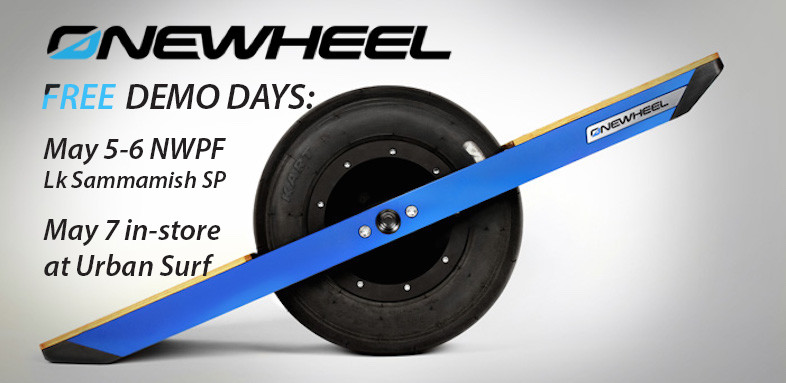 ONEWHEEL
FREE DEMO DAYS:
May 5-6 NWPF
Lk Sammamish SP
May 7 in-store
at Urban Surf
KART
ONEWHEEL